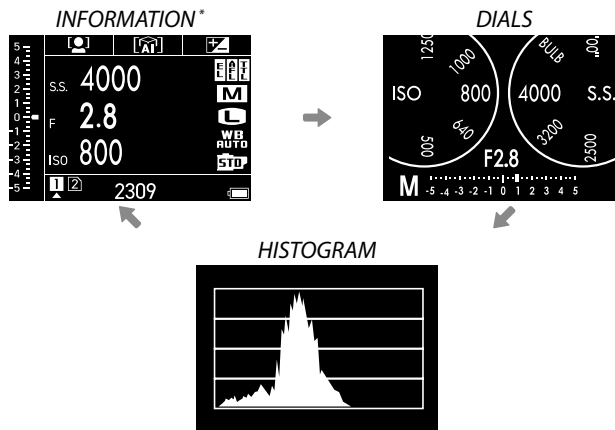 INFORMATION*
5
4
3
2
1
0
-1
-2
-3
-4
-5
AI
S.S. 4000
F 2.8
ISO 800
M
L
WB
AUTO
STD
1 2
2309
DIALS
1250
1000
ISO 800
640
500
BULB
4000 S.S.
3200
2500
F2.8
M -5 -4 -3 -2 -1 0 1 2 3 4 5
HISTOGRAM